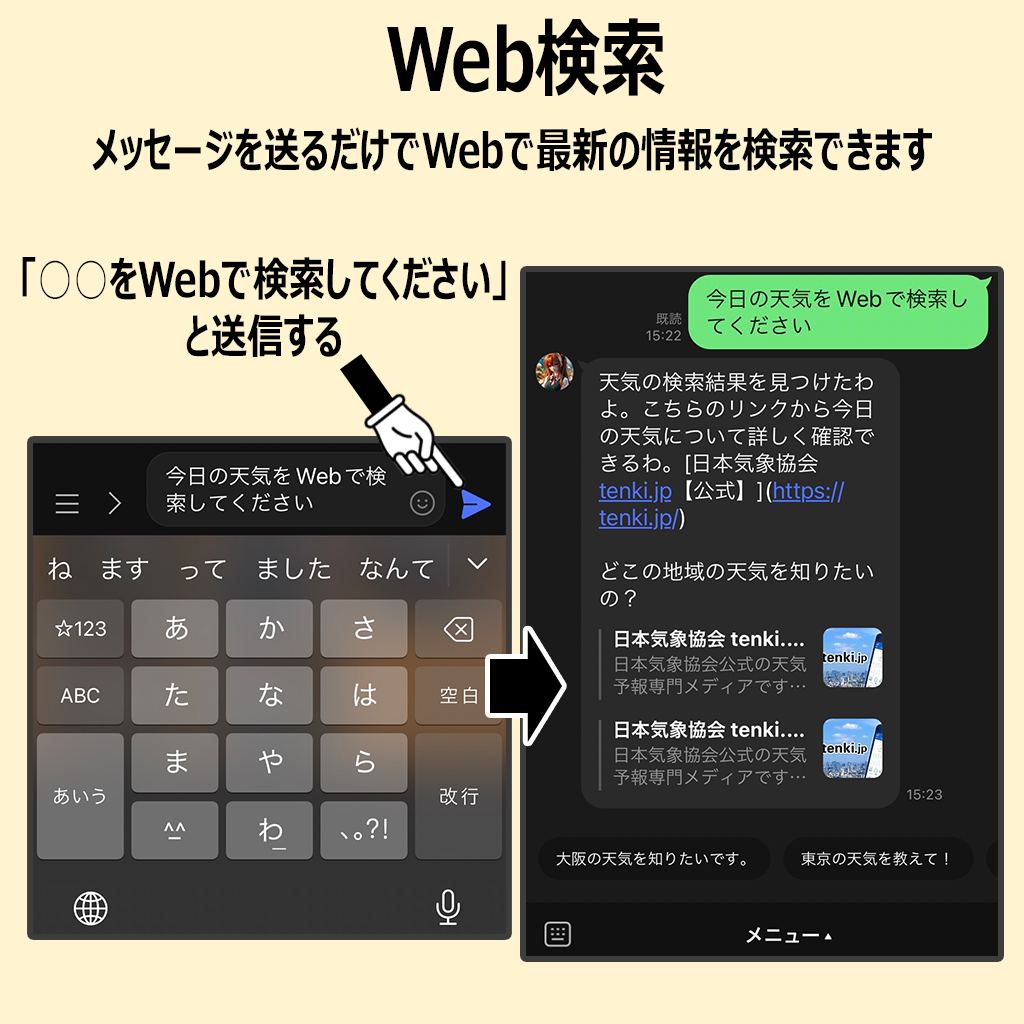 Web検索
メッセージを送るだけでWebで最新の情報を検索できます
「○○をWebで検索してください」
と送信する
今日の天気をWebで検
索してください
ね ます って ました なんて
☆123 あ か さ
ABC た な は 空白
あいう ま や ら 改行
^^ わ 、。?!
今日の天気をWebで検索し
てください
既読
15:22
天気の検索結果を見つけたわ
よ。こちらのリンクから今日
の天気について詳しく確認で
きるわ。[日本気象協会
tenki.jp【公式】](https://
tenki.jp/)
どこの地域の天気を知りたい
の？
日本気象協会 tenki....
日本気象協会公式の天気
予報専門メディアです…
tenki.jp
日本気象協会 tenki....
日本気象協会公式の天気
予報専門メディアです…
tenki.jp
15:23
大阪の天気を知りたいです。 東京の天気を教えて！
メニュー▲